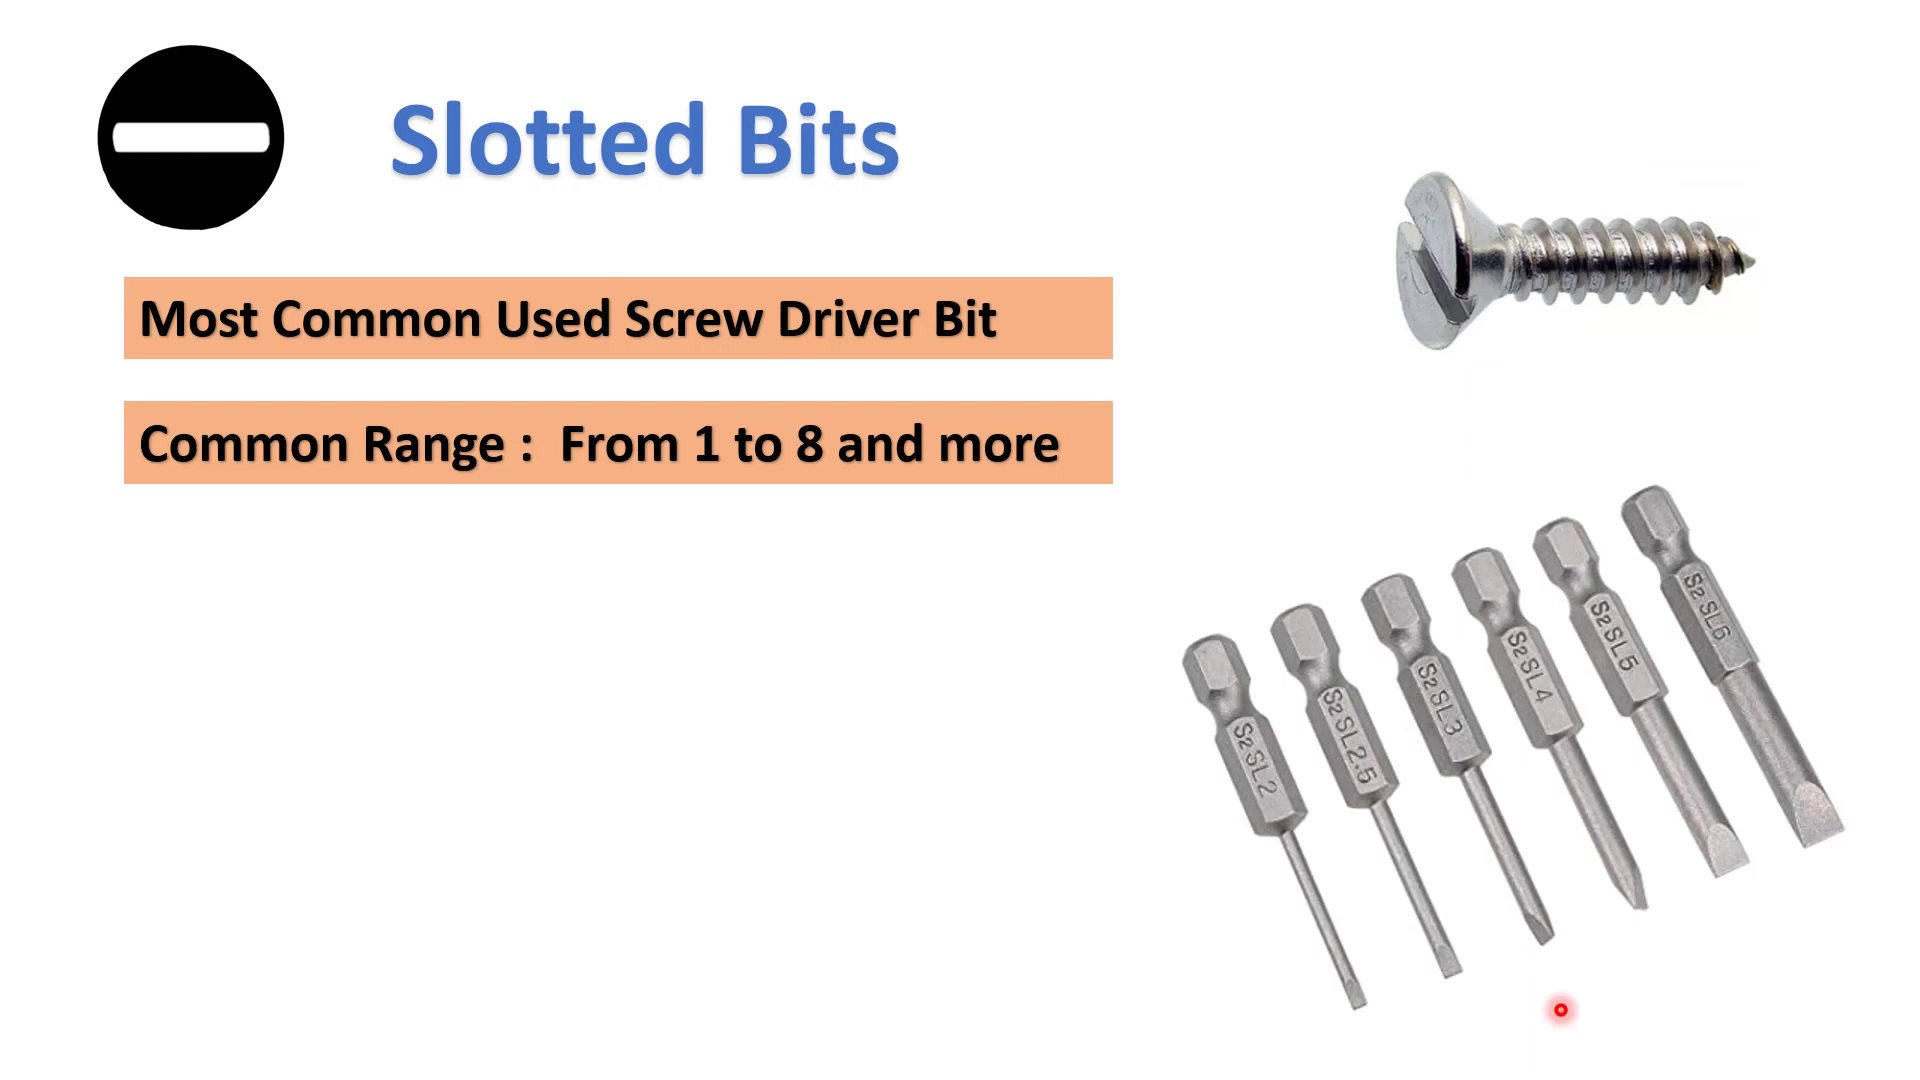 Slotted Bits
Most Common Used Screw Driver Bit
Common Range :  From 1 to 8 and more
S2 SL2
S2 SL2.5
S2 SL3
S2 SL4
S2 SL5
S2 SL6